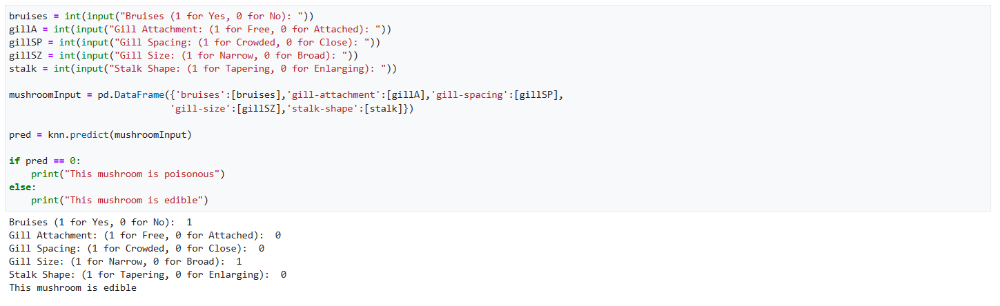 bruises = int(input("Bruises (1 for Yes, 0 for No): "))
gillA = int(input("Gill Attachment: (1 for Free, 0 for Attached): "))
gillSP = int(input("Gill Spacing: (1 for Crowded, 0 for Close): "))
gillSZ = int(input("Gill Size: (1 for Narrow, 0 for Broad): "))
stalk = int(input("Stalk Shape: (1 for Tapering, 0 for Enlarging): "))
mushroomInput = pd.DataFrame({'bruises':[bruises],'gill-attachment':[gillA],'gill-spacing':[gillSP],
                             'gill-size':[gillSZ],'stalk-shape':[stalk]})
pred = knn.predict(mushroomInput)
if pred == 0:
    print("This mushroom is poisonous")
else:
    print("This mushroom is edible")
Bruises (1 for Yes, 0 for No):  1
Gill Attachment: (1 for Free, 0 for Attached):  0
Gill Spacing: (1 for Crowded, 0 for Close):  0
Gill Size: (1 for Narrow, 0 for Broad):  1
Stalk Shape: (1 for Tapering, 0 for Enlarging):  0
This mushroom is edible